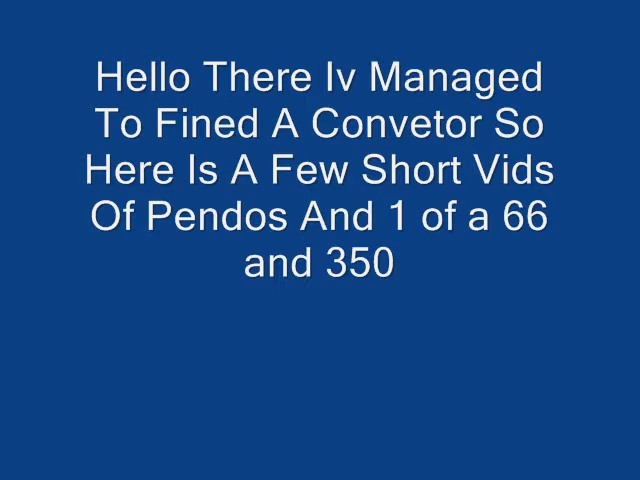 Hello There Iv Managed
To Fined A Convetor So
Here Is A Few Short Vids
Of Pendos And 1 of a 66
and 350